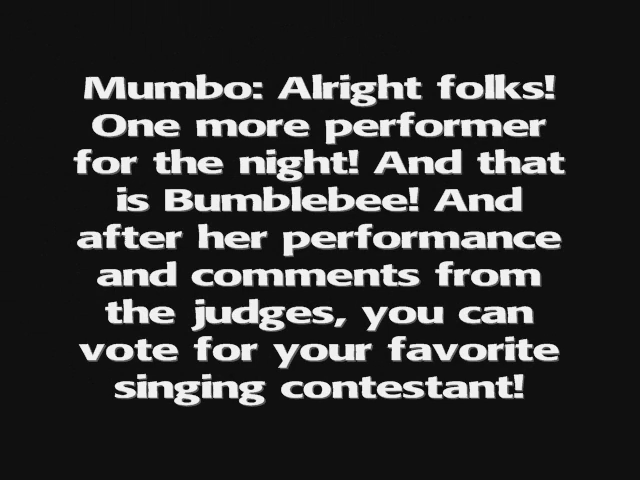 Mumbo: Alright folks!
One more performer
for the night! And that
is Bumblebee! And
after her performance
and comments from
the judges, you can
vote for your favorite
singing contestant!